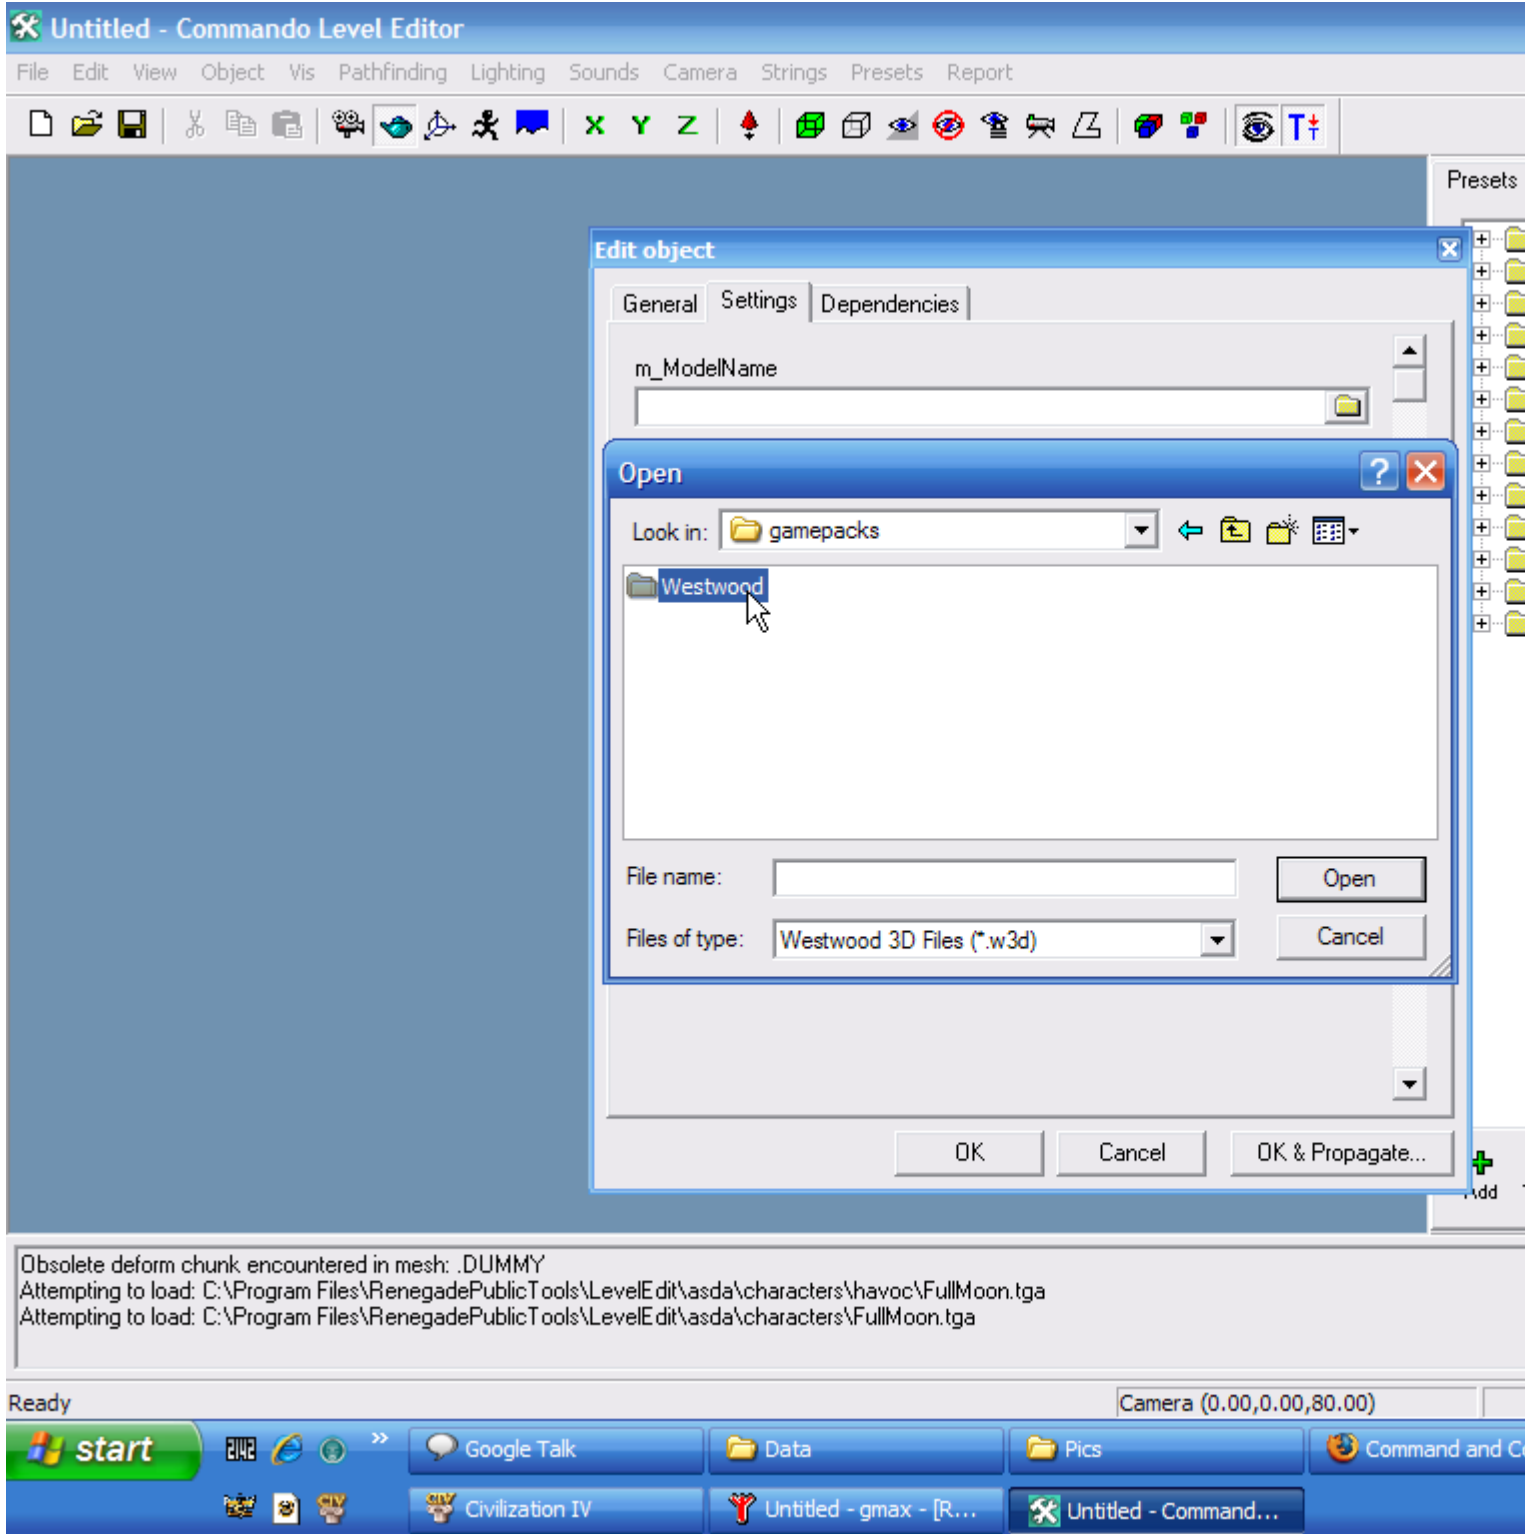 Untitled - Commando Level Editor
File Edit View Object Vis Pathfinding Lighting Sounds Camera Strings Presets Report
X Y Z T
Presets
Edit object
General Settings Dependencies
m_ModelName
Open
Look in: gamepacks
Westwood
File name:
Open
Files of type: Westwood 3D Files (*.w3d)
Cancel
OK Cancel OK & Propagate...
Add
Obsolete deform chunk encountered in mesh: .DUMMY
Attempting to load: C:\Program Files\RenegadePublicTools\LevelEdit\asda\characters\havoc\FullMoon.tga
Attempting to load: C:\Program Files\RenegadePublicTools\LevelEdit\asda\characters\FullMoon.tga
Ready
Camera (0.00,0.00,80.00)
start 2142 » Google Talk Data Pics Command and
CIV Civilization IV Untitled - gmax - [R... Untitled - Command...